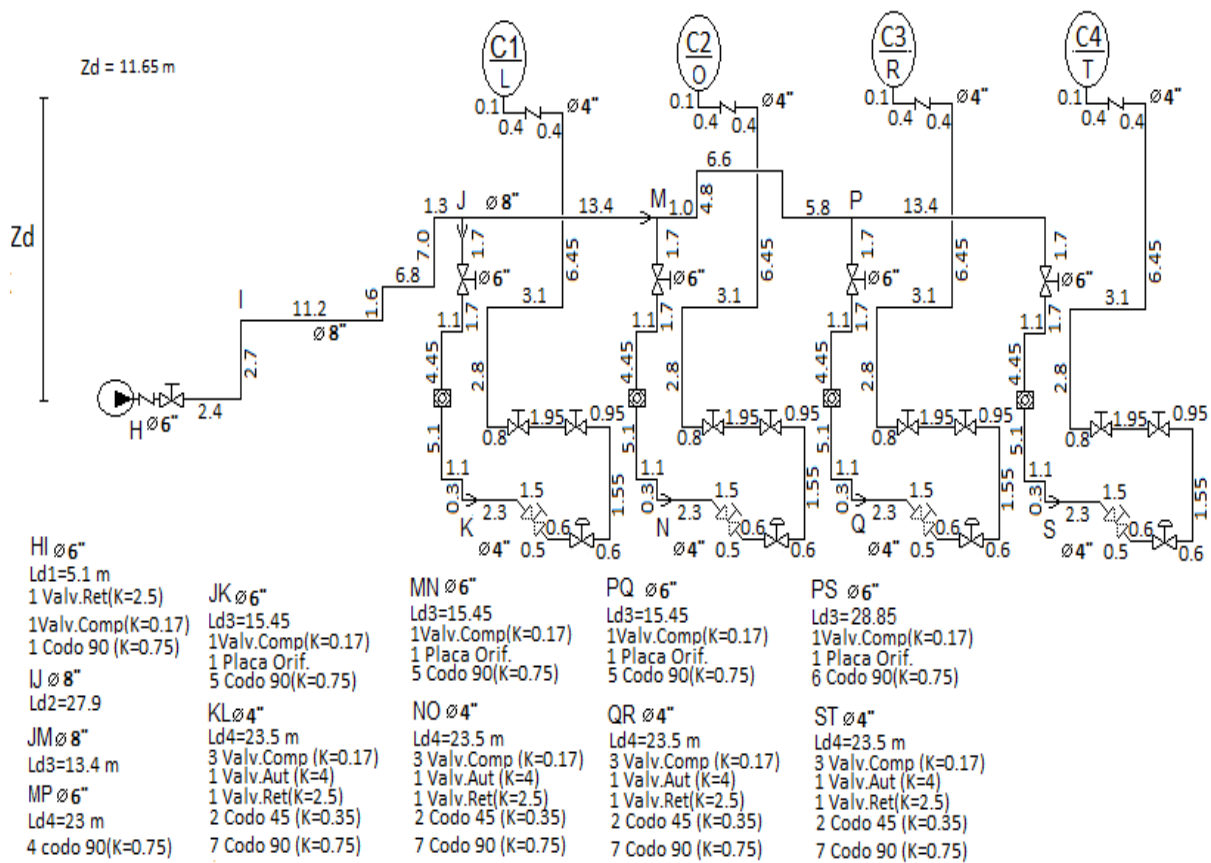 Zd = 11.65 m
Zd
C1
L
C2
O
C3
R
C4
T
0.1
0.4
0.4
ø4"
0.1
0.4
0.4
ø4"
0.1
0.4
0.4
ø4"
0.1
0.4
0.4
ø4"
6.6
1.3
J
ø8"
13.4
M
1.0
4.8
5.8
P
13.4
7.0
6.8
1.6
I
11.2
ø8"
2.7
2.4
H ø6"
1.7
ø6"
1.7
1.1
4.45
5.1
1.1
0.3
K
2.3
1.5
0.6
0.5
ø4"
0.6
1.55
0.95
1.95
0.8
2.8
3.1
6.45
1.7
ø6"
1.7
1.1
4.45
5.1
1.1
0.3
N
2.3
1.5
0.6
0.5
ø4"
0.6
1.55
0.95
1.95
0.8
2.8
3.1
6.45
1.7
ø6"
1.7
1.1
4.45
5.1
1.1
0.3
Q
2.3
1.5
0.6
0.5
ø4"
0.6
1.55
0.95
1.95
0.8
2.8
3.1
6.45
1.7
ø6"
1.7
1.1
4.45
5.1
1.1
0.3
S
2.3
1.5
0.6
0.5
ø4"
0.6
1.55
0.95
1.95
0.8
2.8
3.1
6.45
HI ø6"
Ld1=5.1 m
1 Valv.Ret(K=2.5)
1Valv.Comp(K=0.17)
1 Codo 90 (K=0.75)
IJ ø8"
Ld2=27.9
JM ø8"
Ld3=13.4 m
MP ø6"
Ld4=23 m
4 codo 90(K=0.75)
JK ø6"
Ld3=15.45
1Valv.Comp(K=0.17)
1 Placa Orif.
5 Codo 90(K=0.75)
KL ø4"
Ld4=23.5 m
3 Valv.Comp (K=0.17)
1 Valv.Aut (K=4)
1 Valv.Ret(K=2.5)
2 Codo 45 (K=0.35)
7 Codo 90 (K=0.75)
MN ø6"
Ld3=15.45
1Valv.Comp(K=0.17)
1 Placa Orif.
5 Codo 90(K=0.75)
NO ø4"
Ld4=23.5 m
3 Valv.Comp (K=0.17)
1 Valv.Aut (K=4)
1 Valv.Ret(K=2.5)
2 Codo 45 (K=0.35)
7 Codo 90 (K=0.75)
PQ ø6"
Ld3=15.45
1Valv.Comp(K=0.17)
1 Placa Orif.
5 Codo 90(K=0.75)
QR ø4"
Ld4=23.5 m
3 Valv.Comp (K=0.17)
1 Valv.Aut (K=4)
1 Valv.Ret(K=2.5)
2 Codo 45 (K=0.35)
7 Codo 90 (K=0.75)
PS ø6"
Ld3=28.85
1Valv.Comp(K=0.17)
1 Placa Orif.
6 Codo 90(K=0.75)
ST ø4"
Ld4=23.5 m
3 Valv.Comp (K=0.17)
1 Valv.Aut (K=4)
1 Valv.Ret(K=2.5)
2 Codo 45 (K=0.35)
7 Codo 90 (K=0.75)